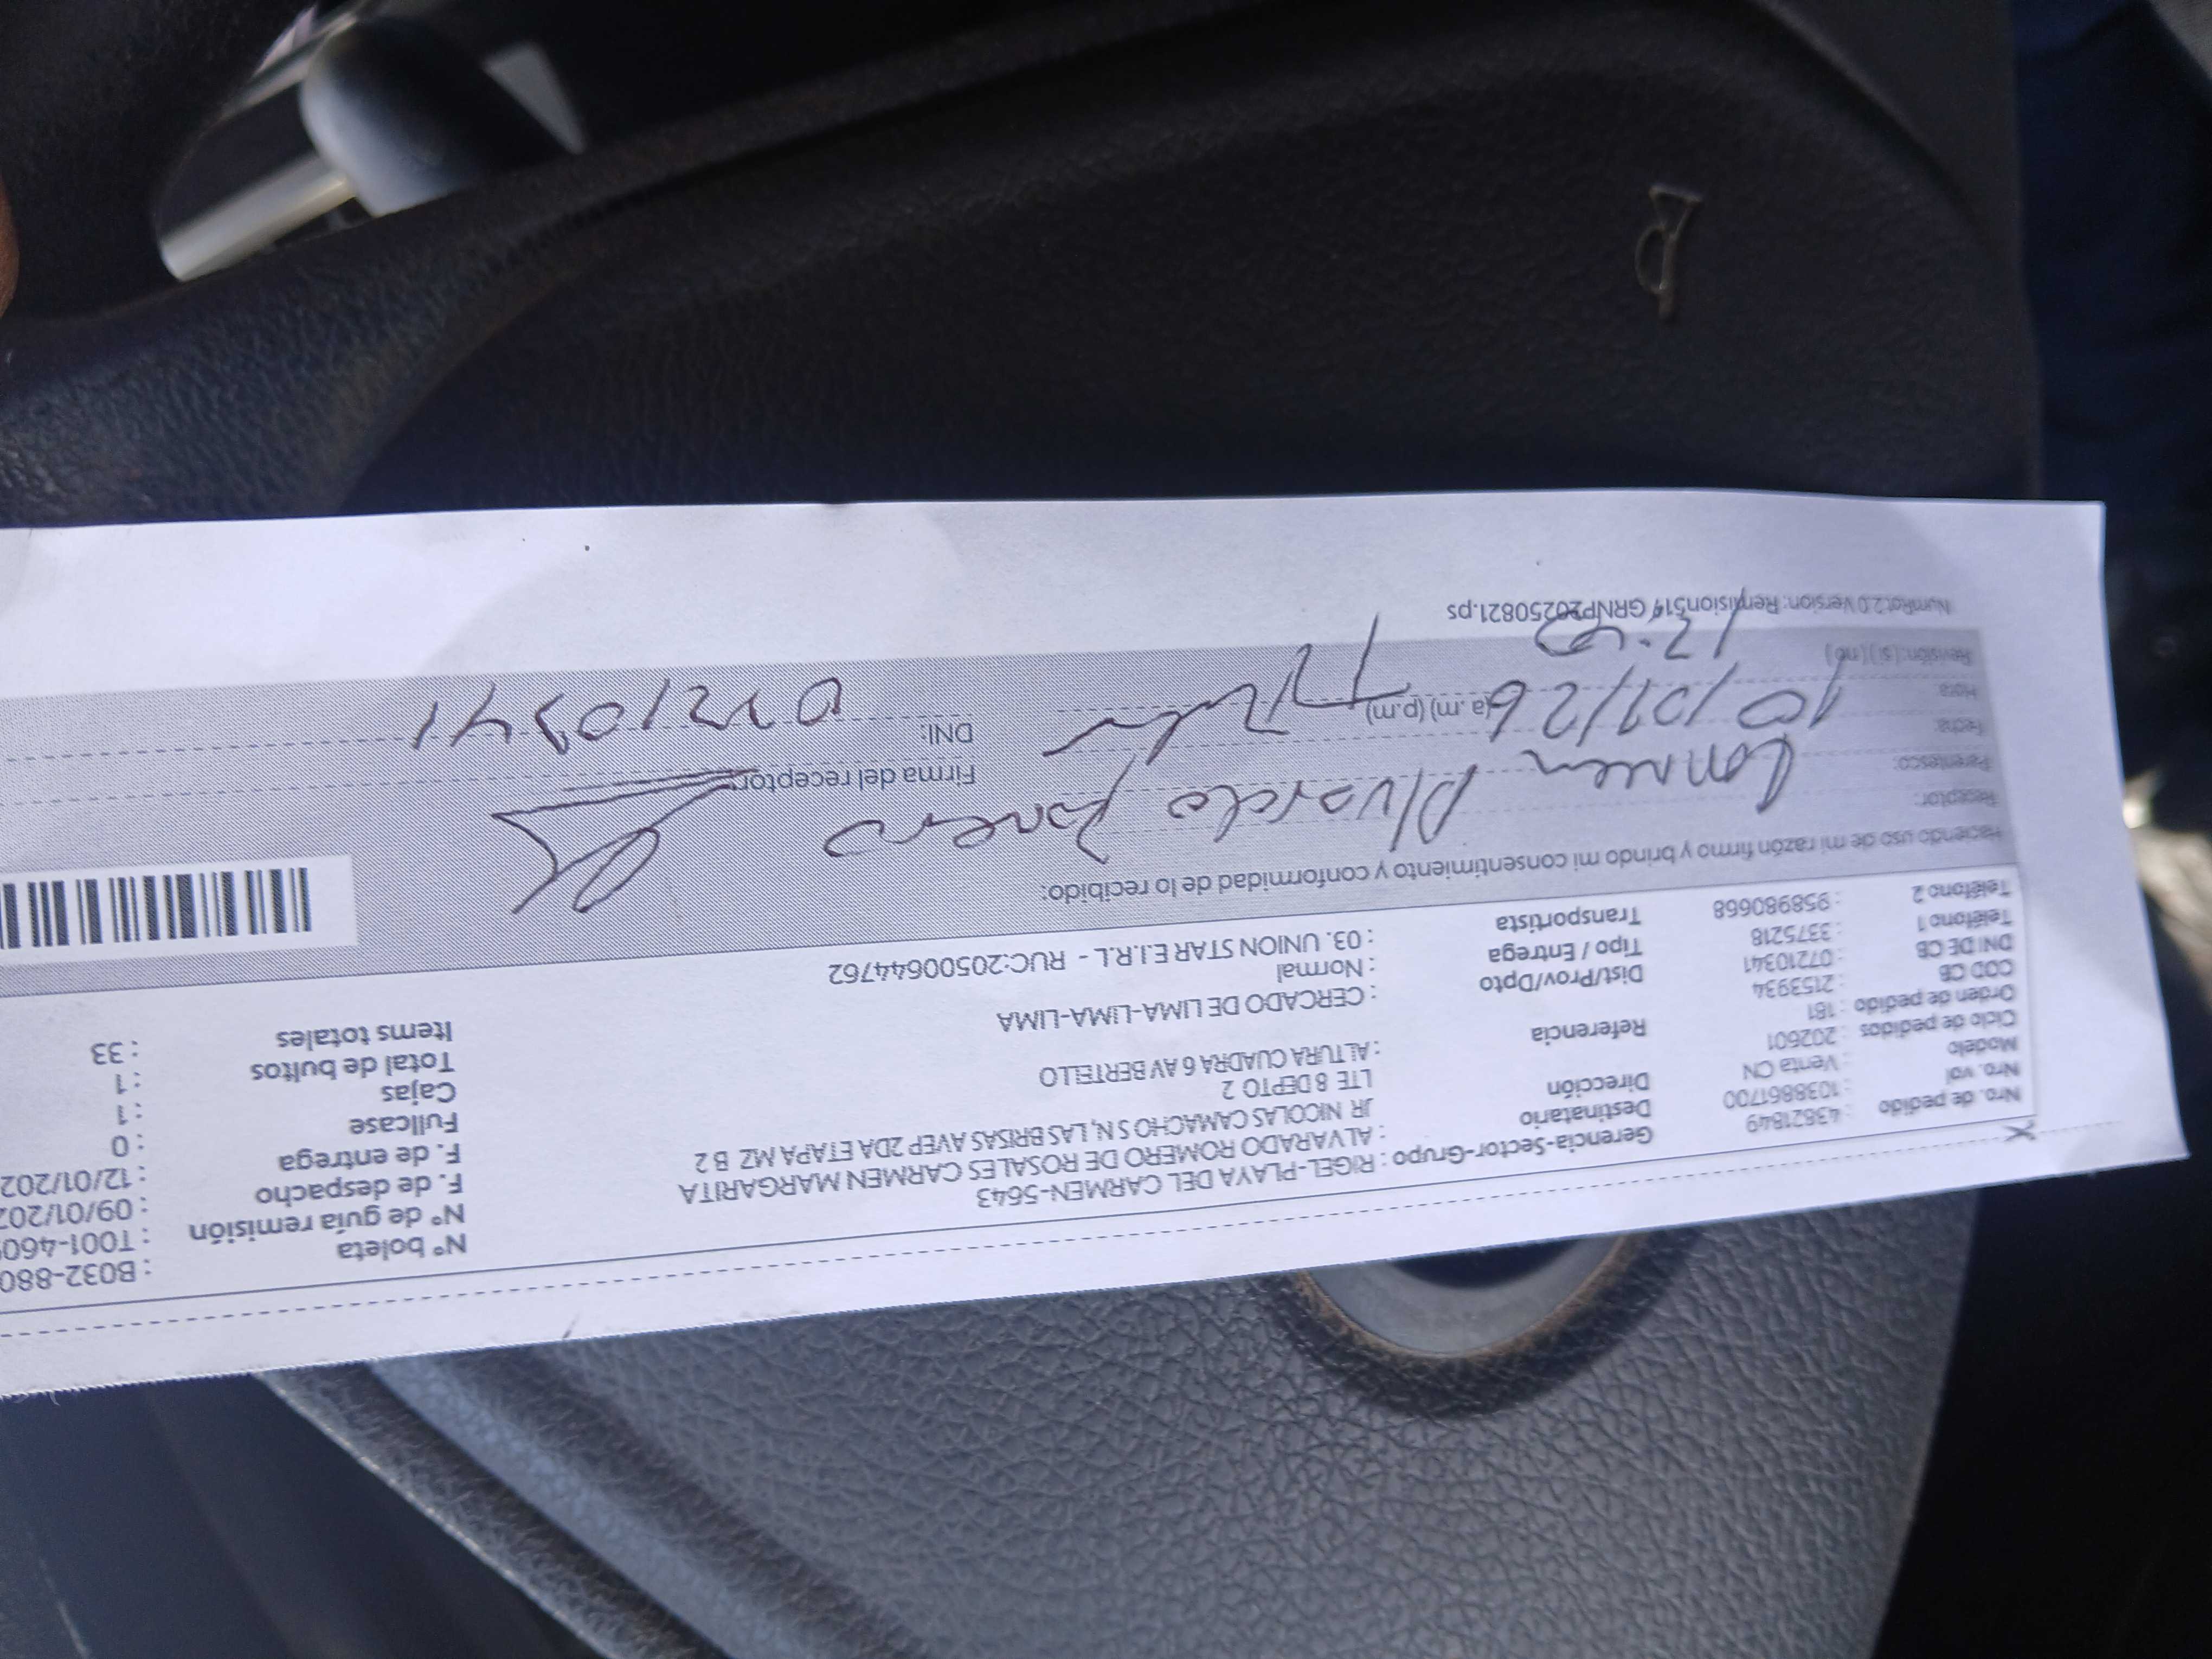 Nro. de pedido : 43621849
Nro. vol : 1038861700
Modelo : Venta CN
Ciclo de pedidos : 202601
Orden de pedido : 181
COD CB : 2153934
DNI DE CB : 07210341
Teléfono 1 : 3375218
Teléfono 2 : 958980668
Gerencia-Sector-Grupo : RIGEL-PLAYA DEL CARMEN-5643
Destinatario : ALVARADO ROMERO DE ROSALES CARMEN MARGARITA
Dirección JR NICOLAS CAMACHO S N, LAS BRISAS AVEP 2DA ETAPA MZ B 2
LTE 8 DEPTO 2
Referencia : ALTURA CUADRA 6 AV BERTELLO
Dist/Prov/Dpto : CERCADO DE LIMA-LIMA-LIMA
Tipo / Entrega : Normal
Transportista : 03. UNION STAR E.I.R.L - RUC:20500644762
N° boleta : B032-880
N° de guía remisión : T001-460
F. de despacho : 09/01/202
F. de entrega : 12/01/202
Fullcase : 0
Cajas : 1
Total de bultos : 1
Items totales : 33
Haciendo uso de mi razón firmo y brindo mi consentimiento y conformidad de lo recibido:
Receptor: Carmen Alvarado
Parentesco:
Fecha: 10/01/26
Hora: (a.m) (p.m)
Revisión: (si) (no)
Firma del receptor:
DNI: 07210341
NumRot:2.0 Version: Remision514 GRNP20250821.ps